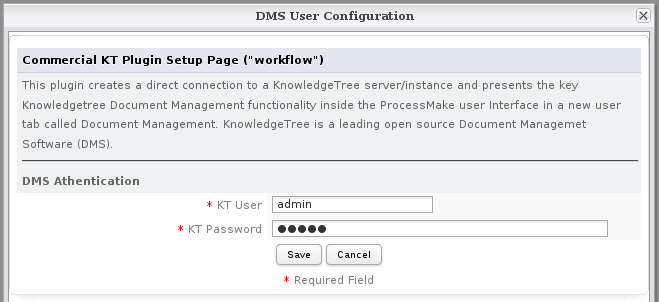 DMS User Configuration
Commercial KT Plugin Setup Page ("workflow")
This plugin creates a direct connection to a KnowledgeTree server/instance and presents the key
Knowledgetree Document Management functionality inside the ProcessMake user Interface in a new user
tab called Document Management. KnowledgeTree is a leading open source Document Managemet
Software (DMS).
DMS Athentication
* KT User admin
* KT Password ●●●●●
Save Cancel
* Required Field